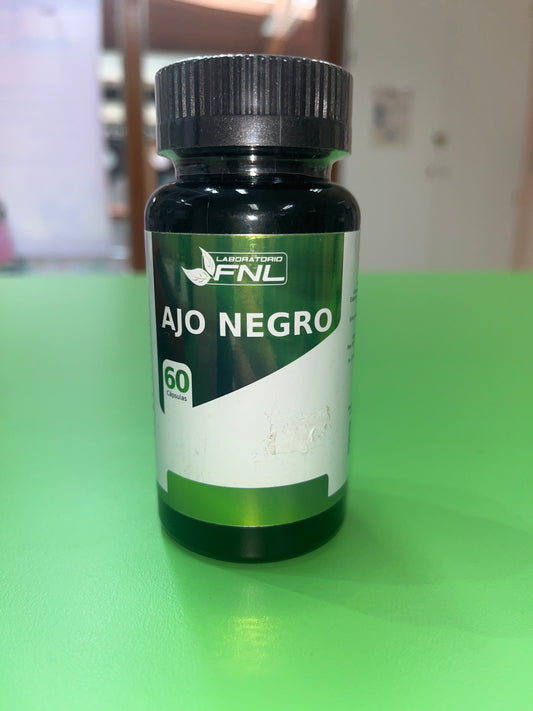 LABORATORIO
FNL
AJO NEGRO
60
Cápsulas